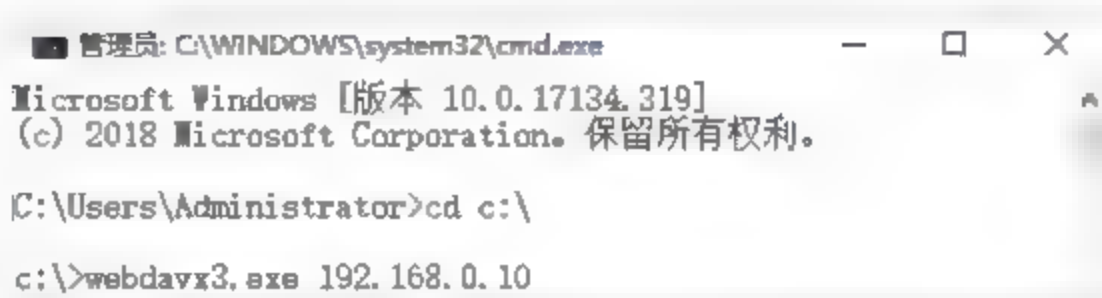 管理员: C:\WINDOWS\system32\cmd.exe
Microsoft Windows [版本 10.0.17134.319]
(c) 2018 Microsoft Corporation。保留所有权利。
C:\Users\Administrator>cd c:\
c:\>webdavx3.exe 192.168.0.10